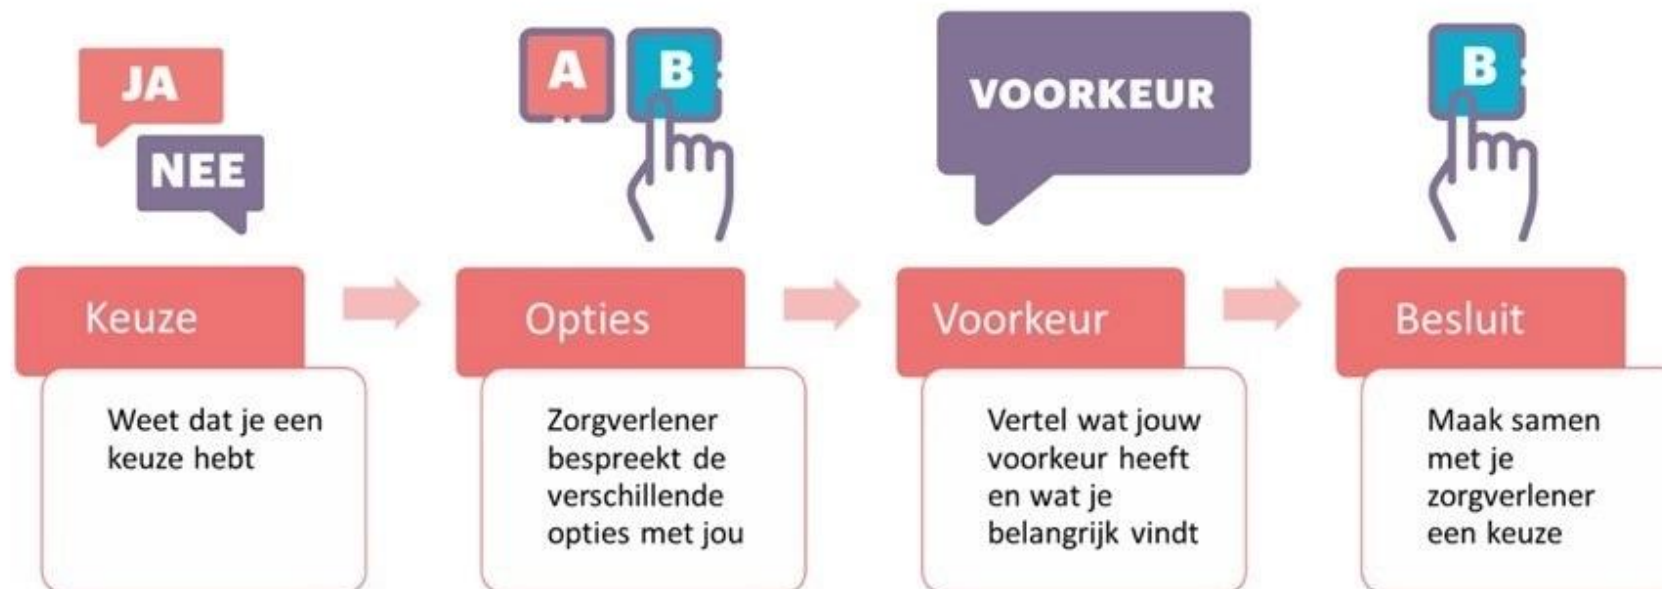 JA
NEE
A
B
VOORKEUR
B
Keuze
Weet dat je een
keuze hebt
Opties
Zorgverlener
bespreekt de
verschillende
opties met jou
Voorkeur
Vertel wat jouw
voorkeur heeft
en wat je
belangrijk vindt
Besluit
Maak samen
met je
zorgverlener
een keuze